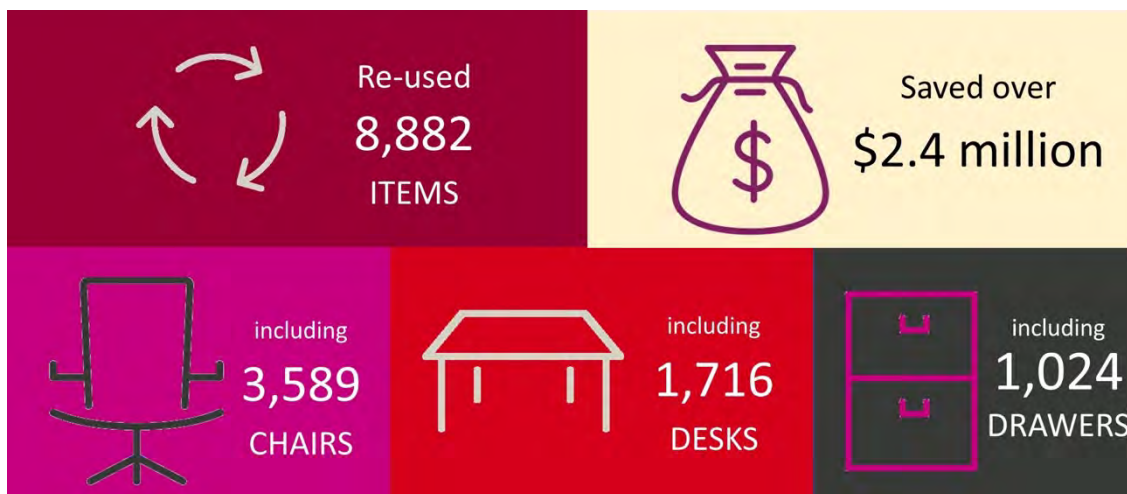 Re-used
8,882
ITEMS
Saved over
$2.4 million
including
3,589
CHAIRS
including
1,716
DESKS
including
1,024
DRAWERS